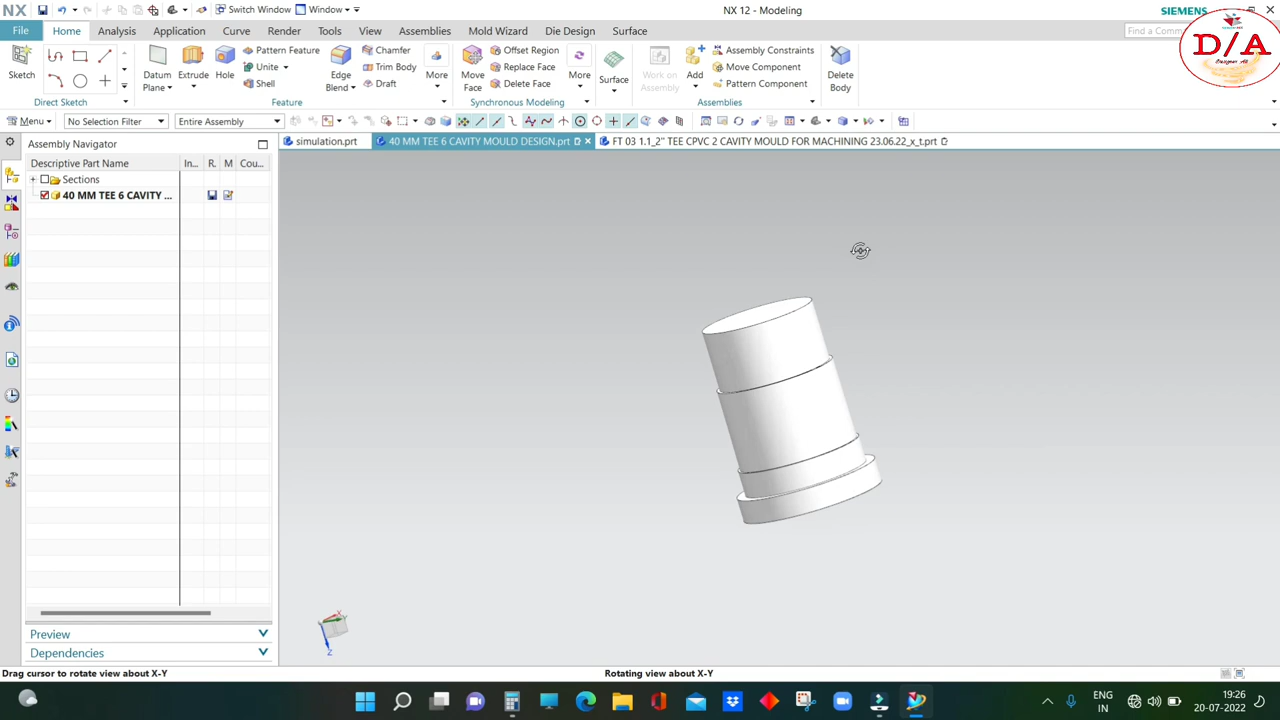 NX
Switch Window
Window
NX 12 - Modeling
SIEMENS
File
Home
Analysis
Application
Curve
Render
Tools
View
Assemblies
Mold Wizard
Die Design
Surface
D/A
Designer AB
Sketch
Direct Sketch
Datum Plane
Extrude
Hole
Pattern Feature
Unite
Shell
Edge Blend
Chamfer
Trim Body
Draft
More
Feature
Move Face
Offset Region
Replace Face
Delete Face
More
Synchronous Modeling
Surface
Work on Assembly
Add
Assembly Constraints
Move Component
Pattern Component
Assemblies
Delete Body
Menu
No Selection Filter
Entire Assembly
Assembly Navigator
simulation.prt
40 MM TEE 6 CAVITY MOULD DESIGN.prt
FT 03 1.1_2'' TEE CPVC 2 CAVITY MOULD FOR MACHINING 23.06.22_x_t.prt
Descriptive Part Name
In...
R.
M
Cou...
Sections
40 MM TEE 6 CAVITY ...
X
Y
Z
Preview
Dependencies
Drag cursor to rotate view about X-Y
Rotating view about X-Y
ENG
IN
19:26
20-07-2022